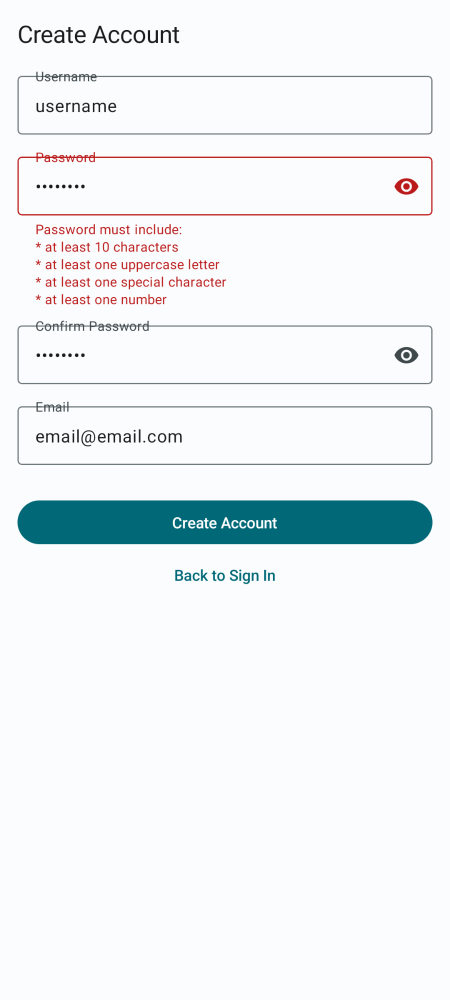 Create Account
Username
username
Password
••••••••
Password must include:
* at least 10 characters
* at least one uppercase letter
* at least one special character
* at least one number
Confirm Password
••••••••
Email
email@email.com
Create Account
Back to Sign In